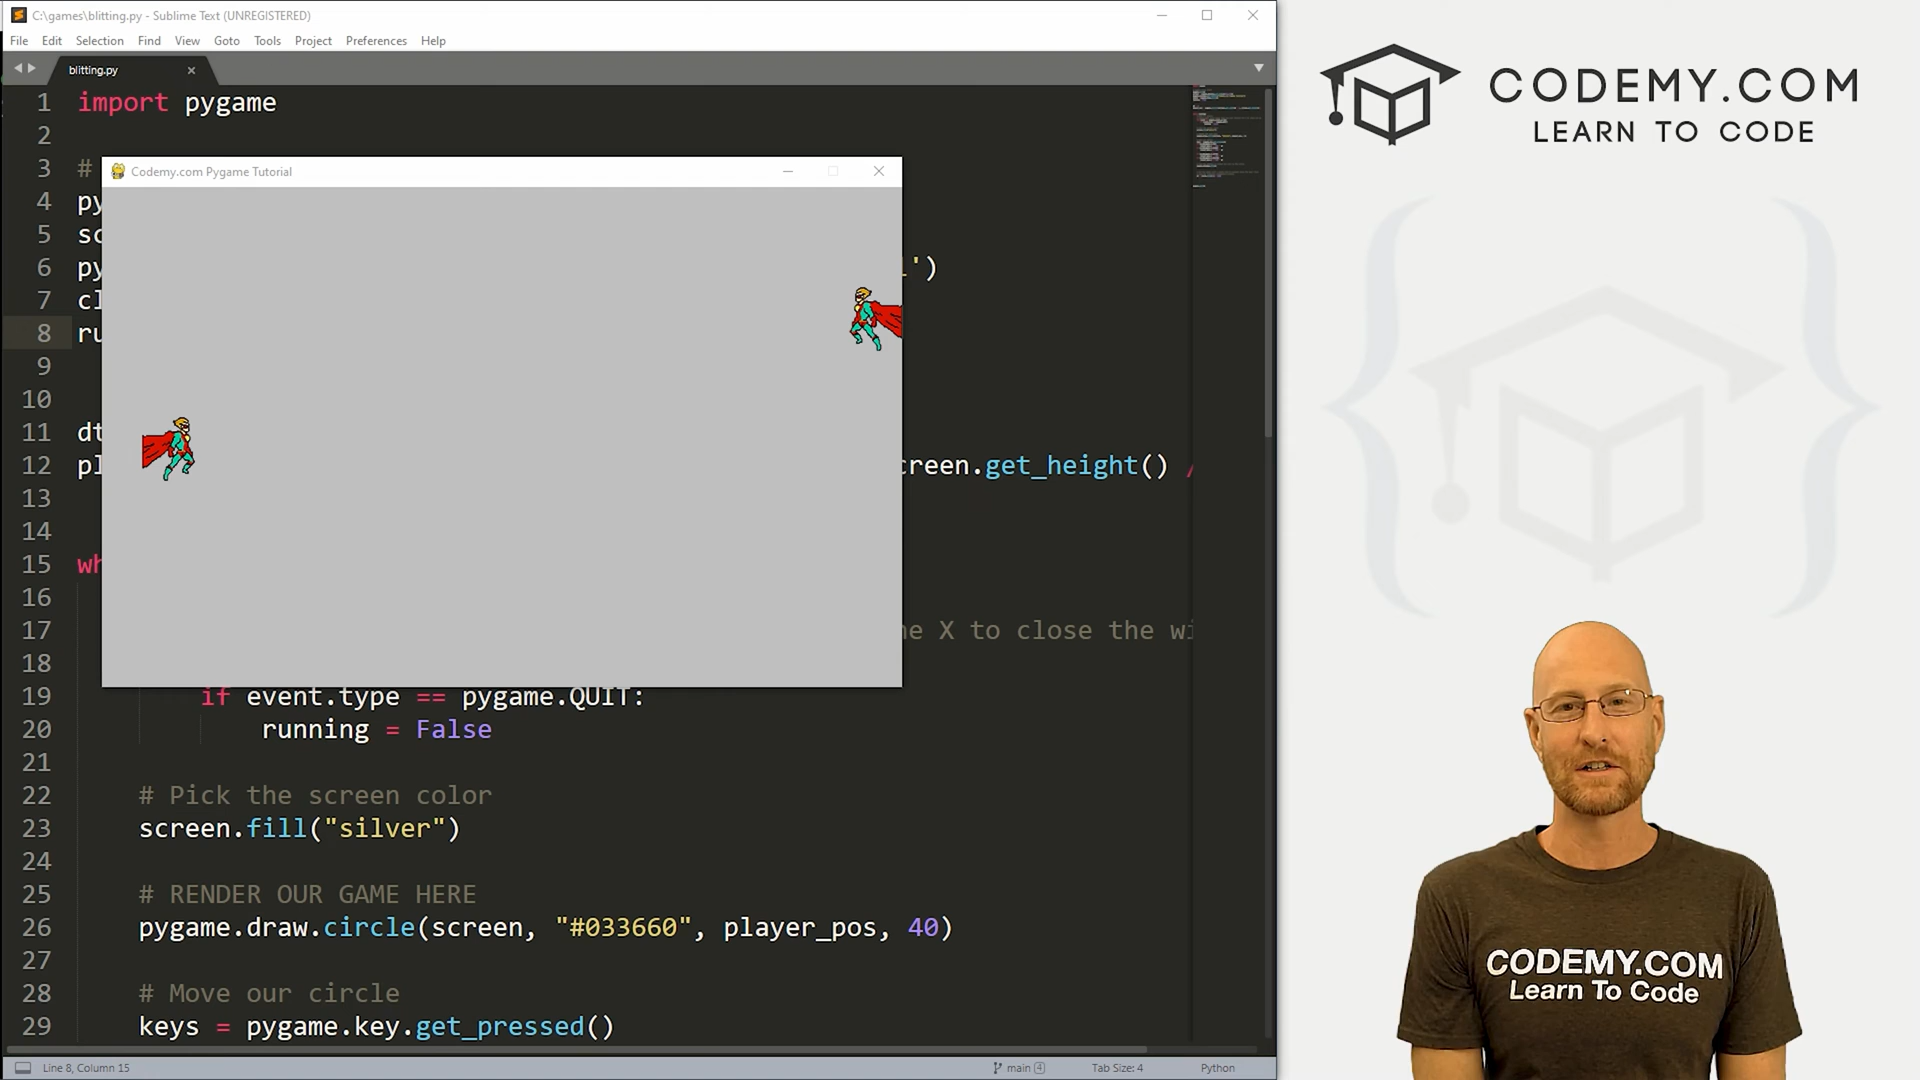 C:\games\blitting.py - Sublime Text (UNREGISTERED)
File Edit Selection Find View Goto Tools Project Preferences Help
blitting.py
1 import pygame
2
3 #
Codemy.com Pygame Tutorial
4 py
5 sc
6 py ')
7 cl
8 ru
9
10
11 dt
12 pl creen.get_height() /
13
14
15 wh
16
17 he X to close the wi
18
19 if event.type == pygame.QUIT:
20 running = False
21
22 # Pick the screen color
23 screen.fill("silver")
24
25 # RENDER OUR GAME HERE
26 pygame.draw.circle(screen, "#033660", player_pos, 40)
27
28 # Move our circle
29 keys = pygame.key.get_pressed()
Line 8, Column 15 main 4 Tab Size: 4 Python
CODEMY.COM
LEARN TO CODE
CODEMY.COM
Learn To Code